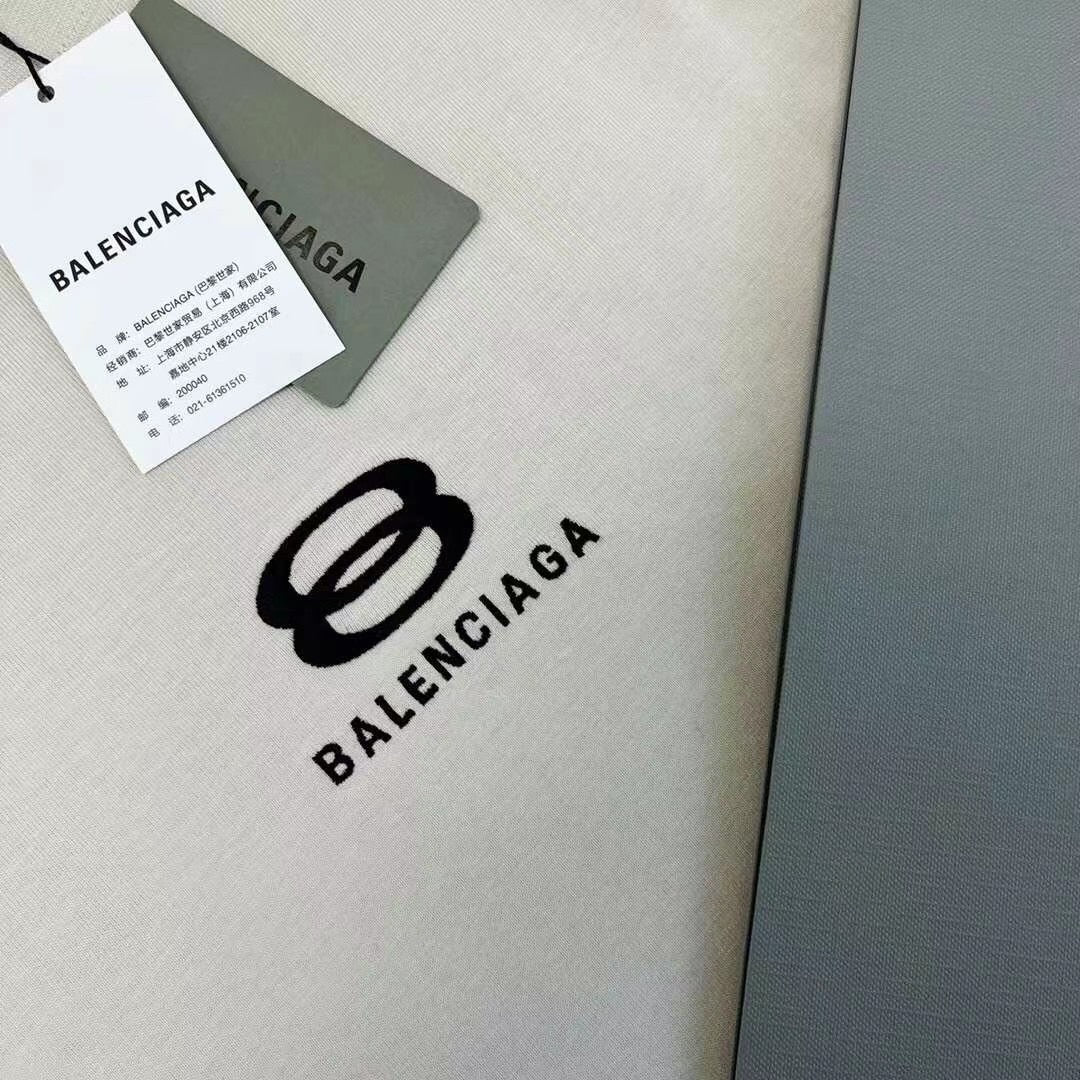 BALENCIAGA
品 牌: BALENCIAGA (巴黎世家)
经销商: 巴黎世家贸易（上海）有限公司
地 址: 上海市静安区北京西路968号
嘉地中心21楼2106-2107室
邮 编: 200040
电 话: 021-61361510
NCIAGA
BALENCIAGA